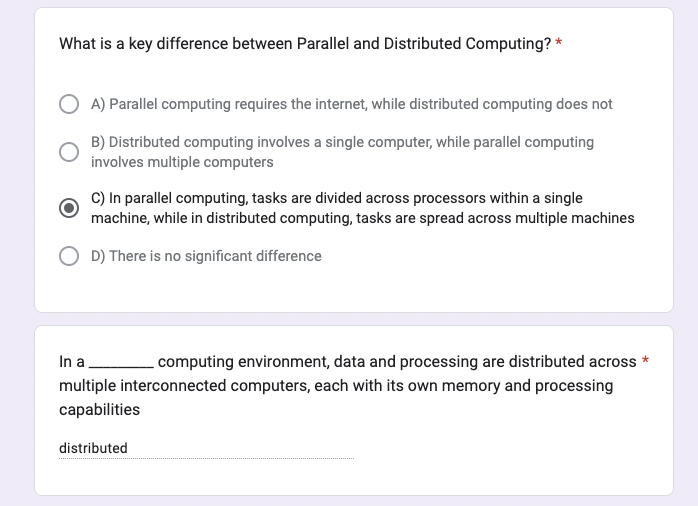 What is a key difference between Parallel and Distributed Computing? *
A) Parallel computing requires the internet, while distributed computing does not
B) Distributed computing involves a single computer, while parallel computing
involves multiple computers
C) In parallel computing, tasks are divided across processors within a single
machine, while in distributed computing, tasks are spread across multiple machines
D) There is no significant difference
In a _________ computing environment, data and processing are distributed across *
multiple interconnected computers, each with its own memory and processing
capabilities
distributed